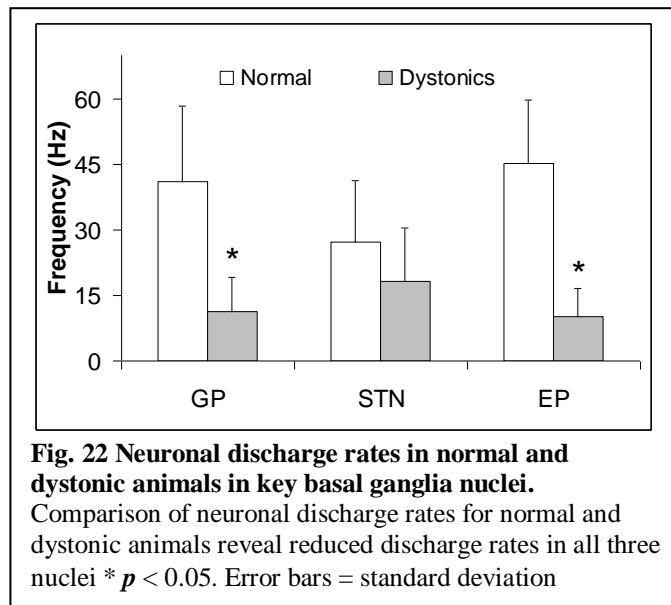 Normal Dystonics
Frequency (Hz)
60
45
30
15
0
* *
GP STN EP
Fig. 22 Neuronal discharge rates in normal and
dystonic animals in key basal ganglia nuclei.
Comparison of neuronal discharge rates for normal and
dystonic animals reveal reduced discharge rates in all three
nuclei * p < 0.05. Error bars = standard deviation